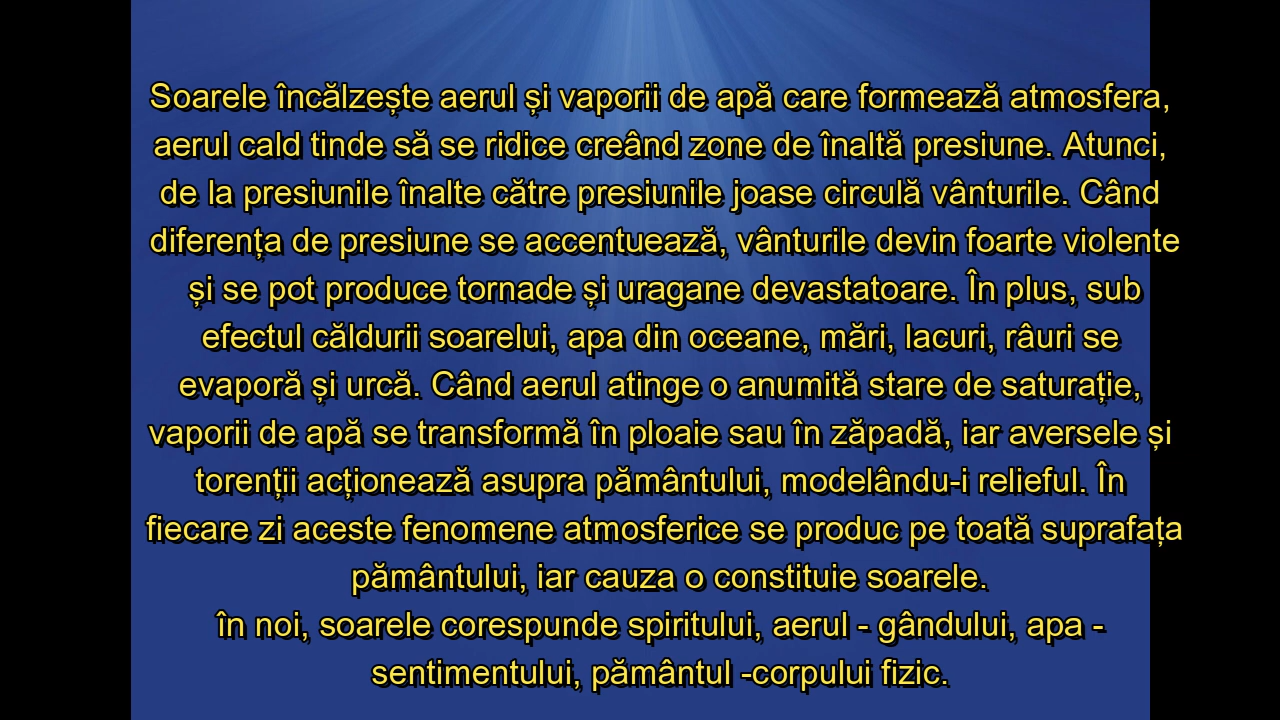 Soarele încălzește aerul și vaporii de apă care formează atmosfera,
aerul cald tinde să se ridice creând zone de înaltă presiune. Atunci,
de la presiunile înalte către presiunile joase circulă vânturile. Când
diferența de presiune se accentuează, vânturile devin foarte violente
și se pot produce tornade și uragane devastatoare. În plus, sub
efectul căldurii soarelui, apa din oceane, mări, lacuri, râuri se
evaporă și urcă. Când aerul atinge o anumită stare de saturație,
vaporii de apă se transformă în ploaie sau în zăpadă, iar aversele și
torenții acționează asupra pământului, modelându-i relieful. În
fiecare zi aceste fenomene atmosferice se produc pe toată suprafața
pământului, iar cauza o constituie soarele.
în noi, soarele corespunde spiritului, aerul - gândului, apa -
sentimentului, pământul -corpului fizic.